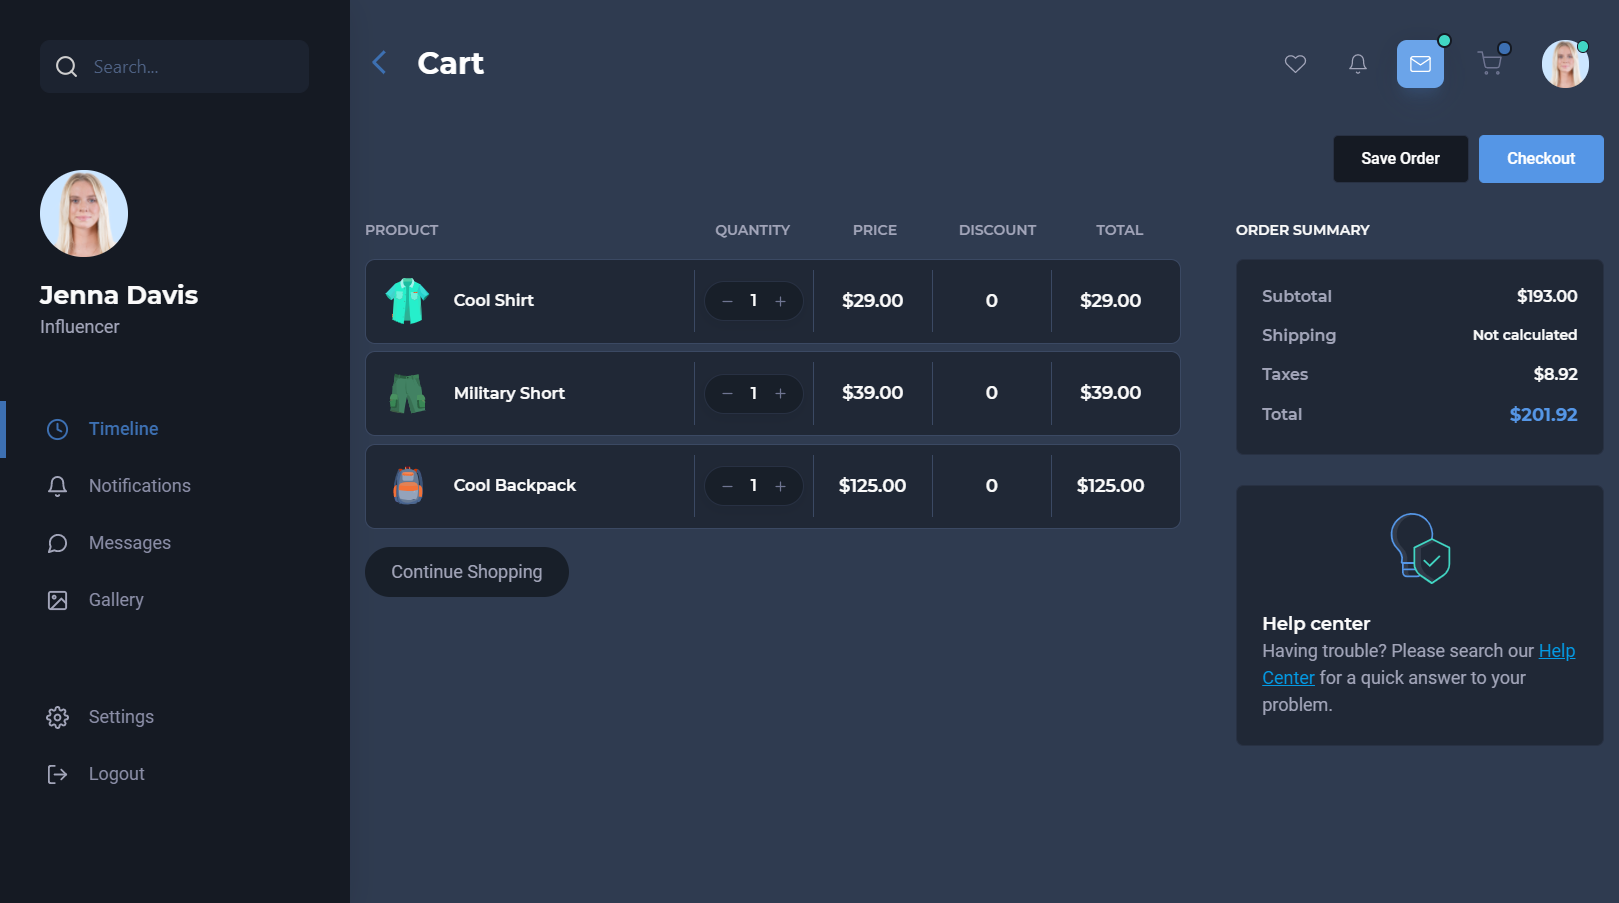 Search...
Jenna Davis
Influencer
Timeline
Notifications
Messages
Gallery
Settings
Logout
Cart
Save Order
Checkout
PRODUCT QUANTITY PRICE DISCOUNT TOTAL
Cool Shirt − 1 + $29.00 0 $29.00
Military Short − 1 + $39.00 0 $39.00
Cool Backpack − 1 + $125.00 0 $125.00
Continue Shopping
ORDER SUMMARY
Subtotal $193.00
Shipping Not calculated
Taxes $8.92
Total $201.92
Help center
Having trouble? Please search our Help
Center for a quick answer to your
problem.